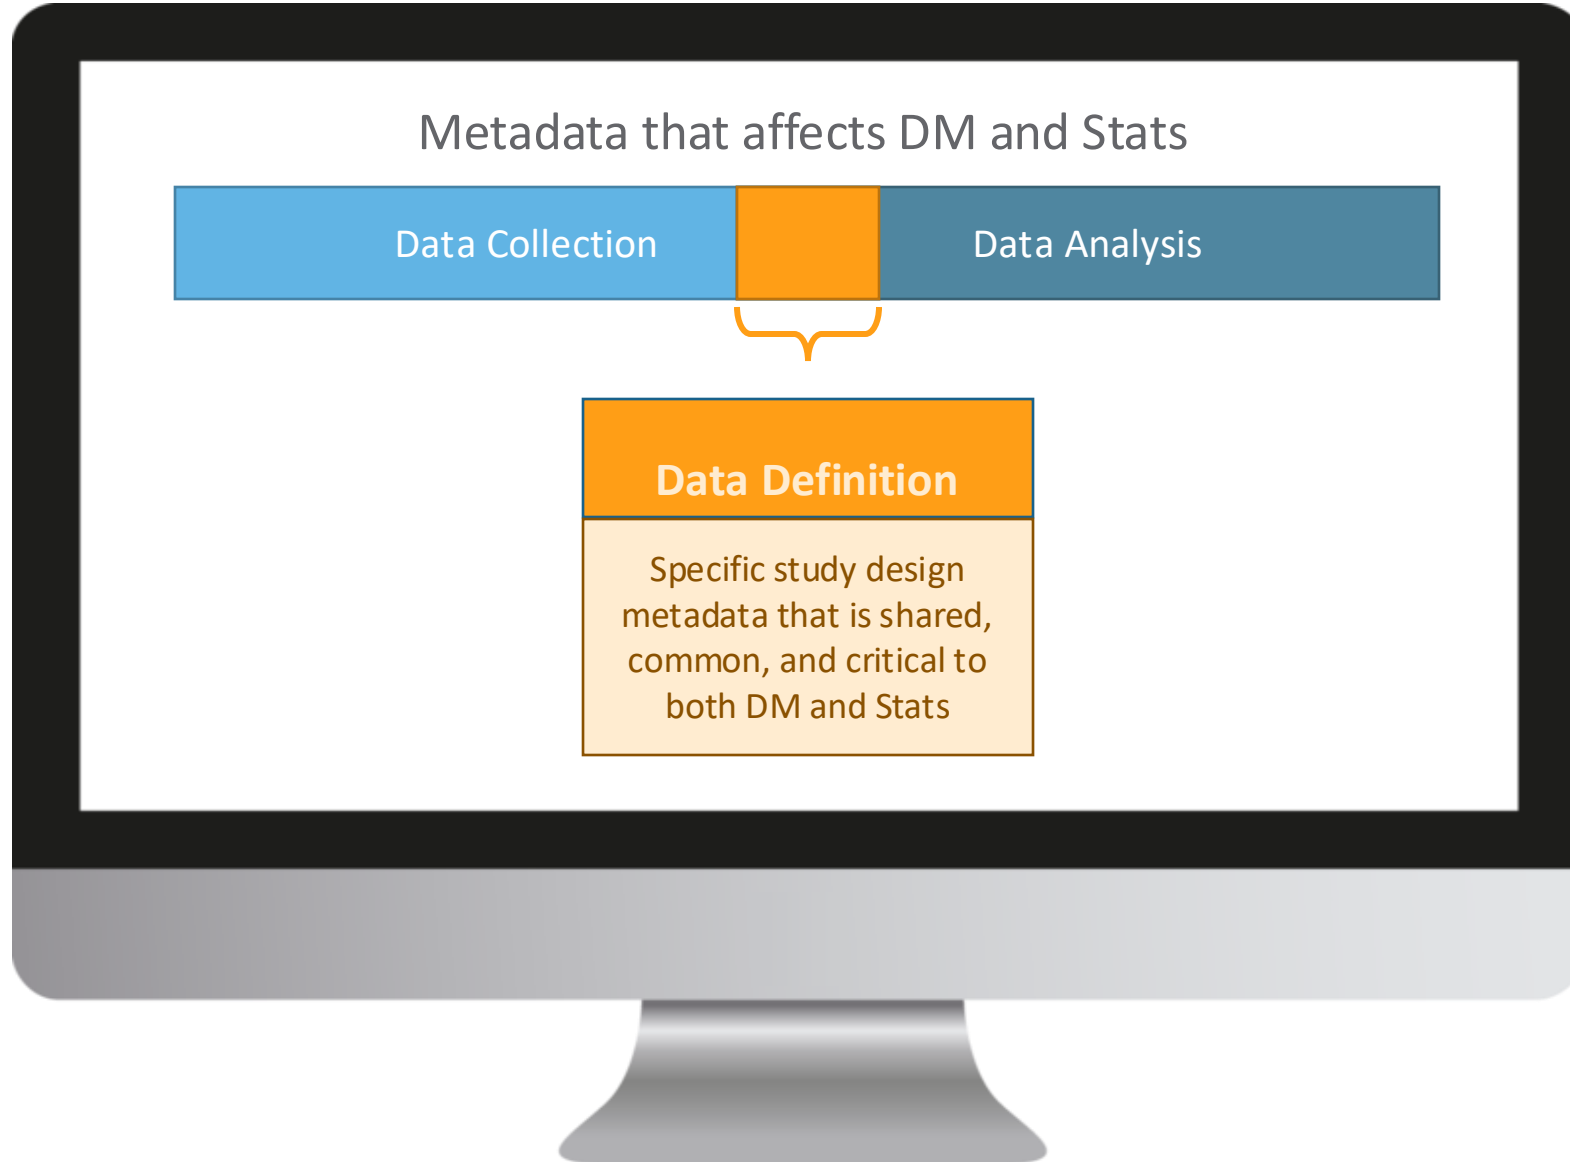 Metadata that affects DM and Stats
Data Collection
Data Analysis
Data Definition
Specific study design
metadata that is shared,
common, and critical to
both DM and Stats